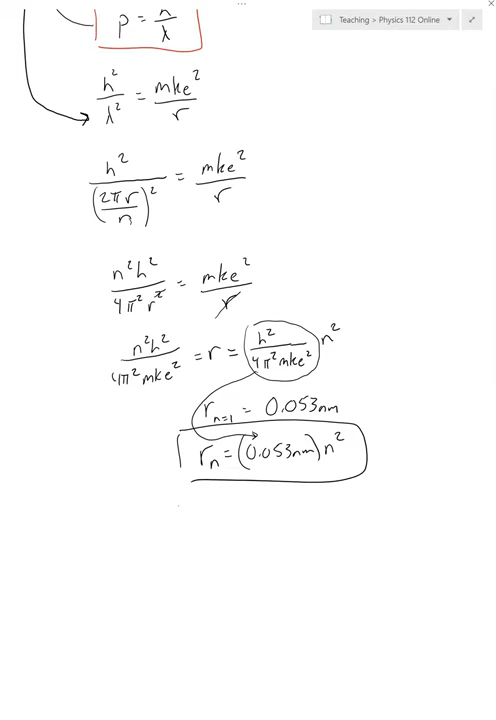 Teaching > Physics 112 Online
p = h/λ
h²/λ² = mke²/r
h²/(2πr/n)² = mke²/r
n²h²/4π²r² = mke²/r
n²h²/4π²mke² = r = (h²/4π²mke²) n²
r_{n=1} = 0.053nm
r_n = (0.053nm)n²